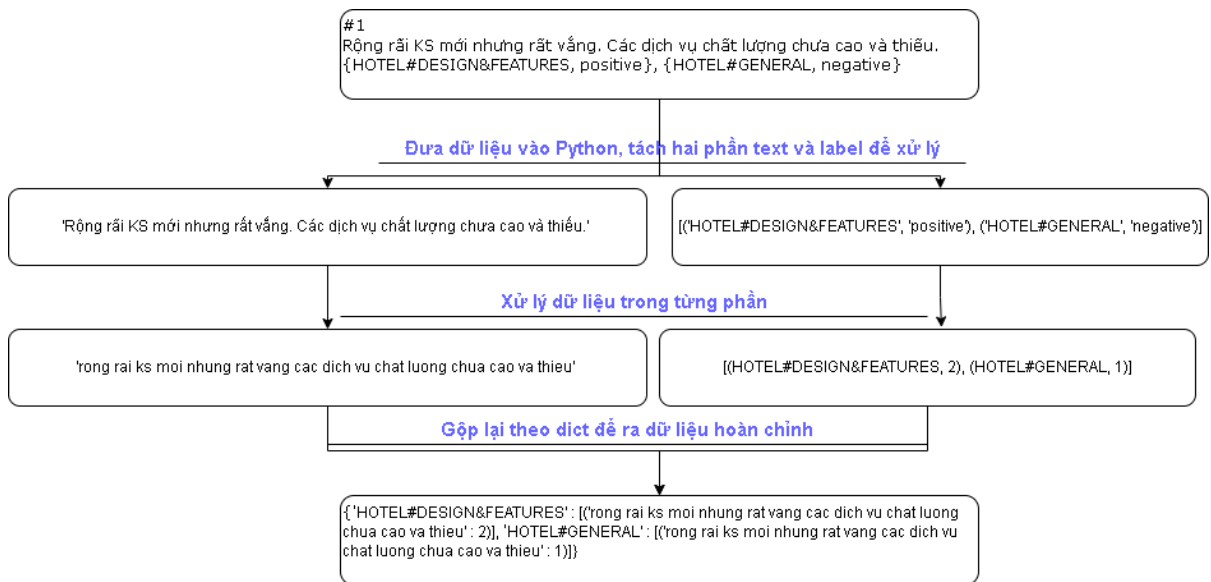 #1
Rộng rãi KS mới nhưng rất vắng. Các dịch vụ chất lượng chưa cao và thiếu.
{HOTEL#DESIGN&FEATURES, positive}, {HOTEL#GENERAL, negative}
Đưa dữ liệu vào Python, tách hai phần text và label để xử lý
'Rộng rãi KS mới nhưng rất vắng. Các dịch vụ chất lượng chưa cao và thiếu.'
[('HOTEL#DESIGN&FEATURES', 'positive'), ('HOTEL#GENERAL', 'negative')]
Xử lý dữ liệu trong từng phần
'rong rai ks moi nhung rat vang cac dich vu chat luong chua cao va thieu'
[(HOTEL#DESIGN&FEATURES, 2), (HOTEL#GENERAL, 1)]
Gộp lại theo dict để ra dữ liệu hoàn chỉnh
{ 'HOTEL#DESIGN&FEATURES' : [('rong rai ks moi nhung rat vang cac dich vu chat luong
chua cao va thieu' : 2)], 'HOTEL#GENERAL' : [('rong rai ks moi nhung rat vang cac dich vu
chat luong chua cao va thieu' : 1)]}